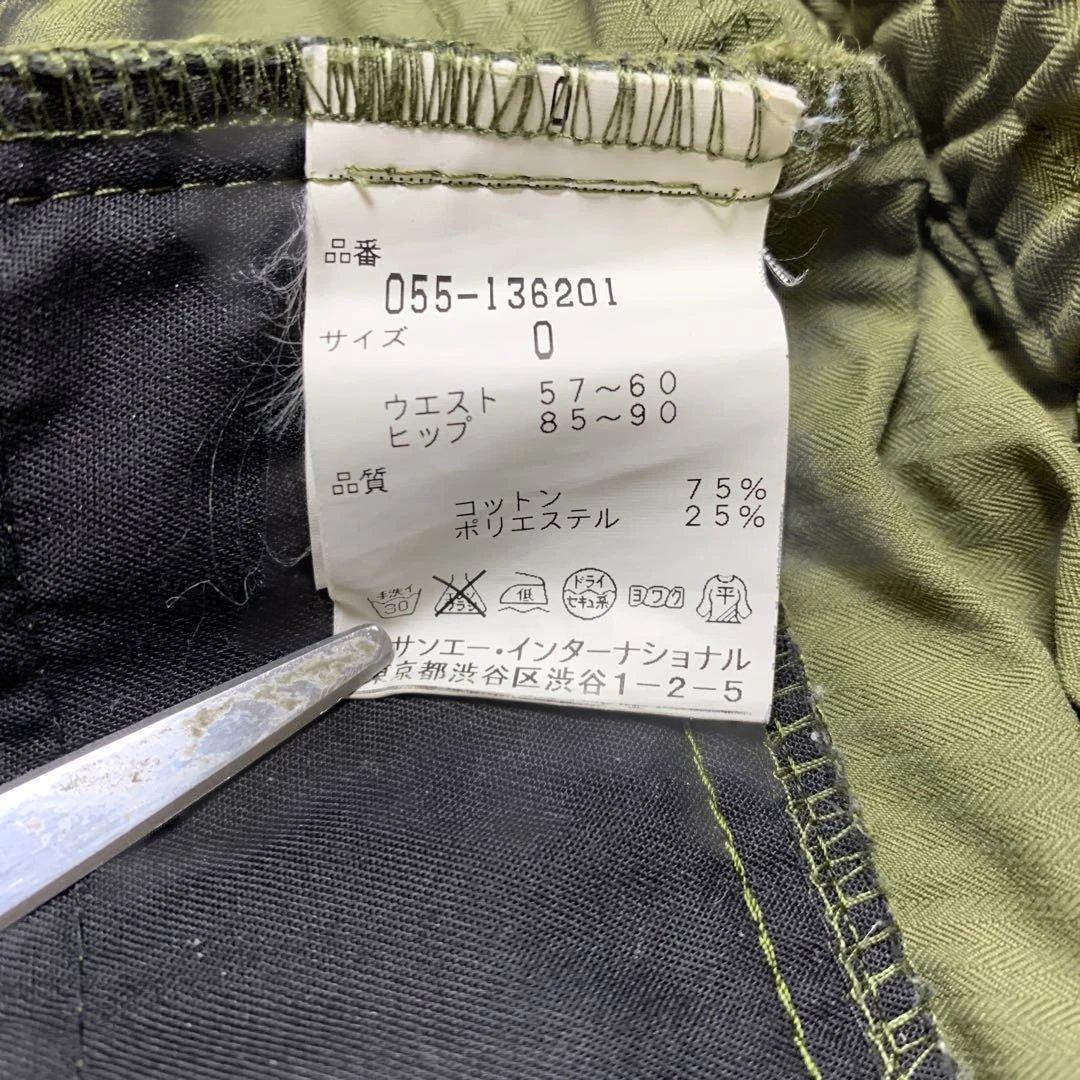 0
品番
055-136201
サイズ 0
ウエスト 57～60
ヒップ 85～90
品質
コットン 75%
ポリエステル 25%
手洗イ 30 低 ドライ セキユ系 ヨワク 平
サンエー・インターナショナル
東京都渋谷区渋谷1-2-5